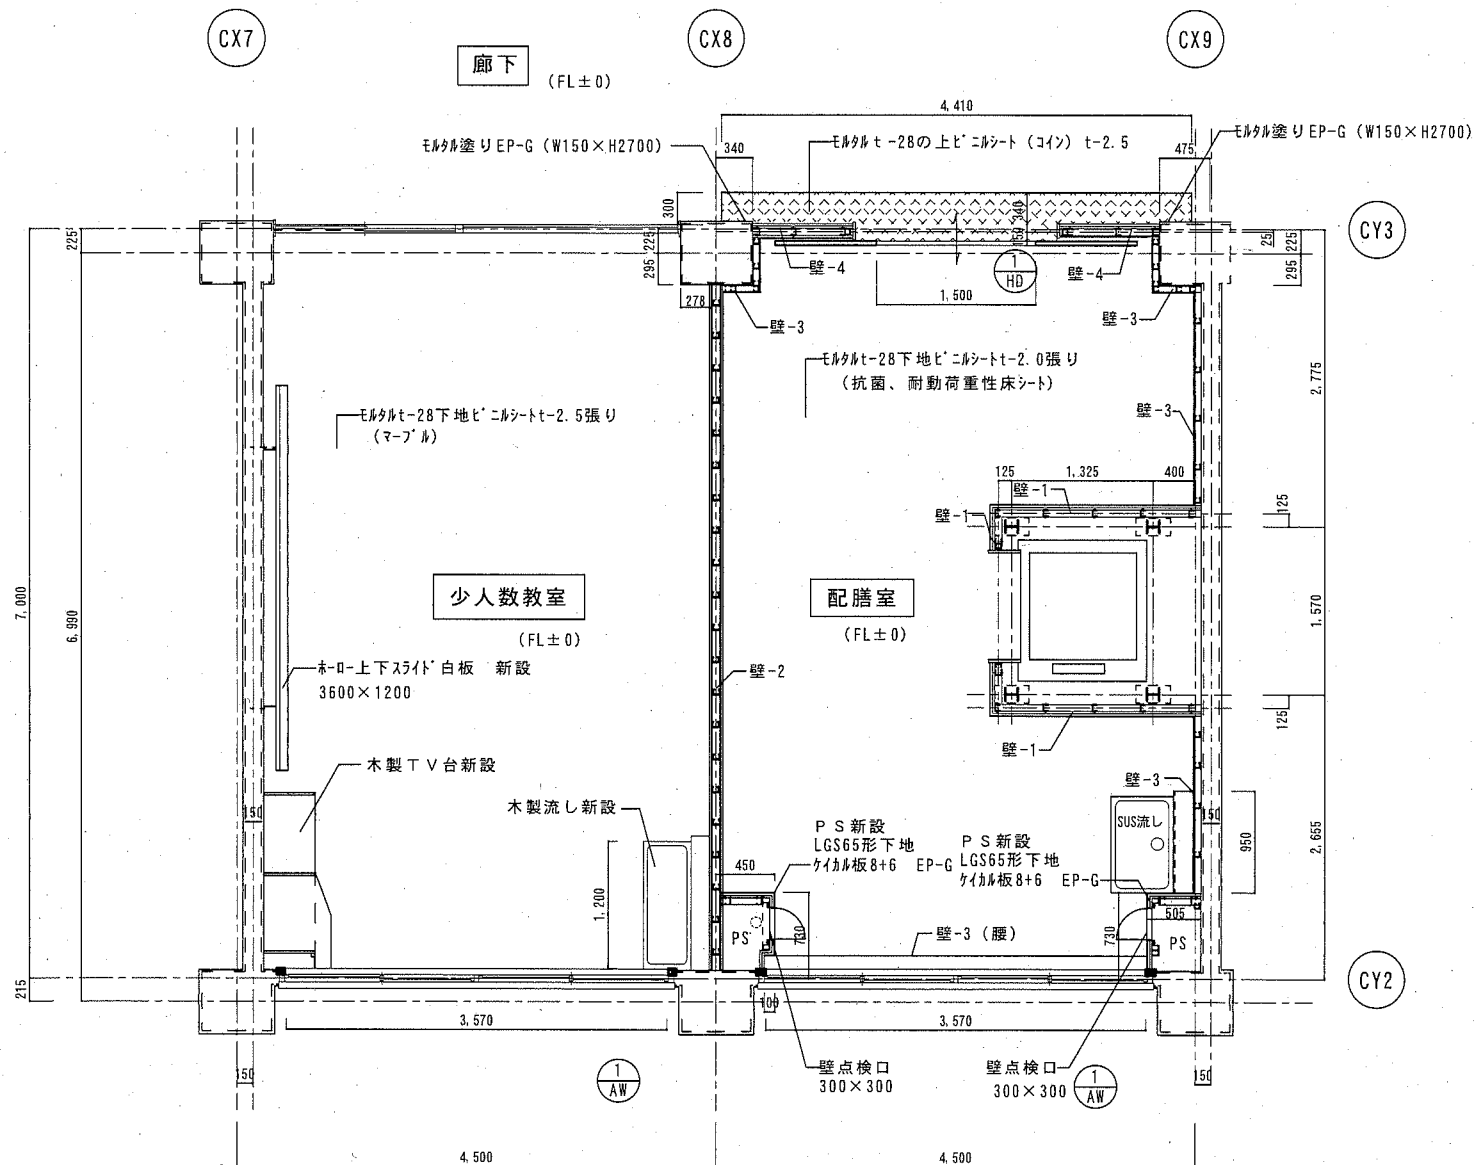 CX7
CX8
CX9
廊下
(FL±0)
4,410
モルタル塗りEP-G (W150×H2700)
340
モルタル t-28の上ビニルシート (コイン) t-2.5
475
モルタル塗りEP-G (W150×H2700)
300
340
150
CY3
225
225
295
25
225
295
壁-4
1
HD
壁-4
1,500
278
壁-3
壁-3
モルタルt-28下地ビニルシートt-2.0張り
(抗菌、耐動荷重性床シート)
2,775
モルタルt-28下地ビニルシートt-2.5張り
(マーブル)
壁-3
125
1,325
400
壁-1
壁-1
125
7,000
6,990
少人数教室
(FL±0)
配膳室
(FL±0)
1,570
ホーロー上下スライド白板 新設
3600×1200
壁-2
125
壁-1
木製TV台新設
壁-3
木製流し新設
150
SUS流し
150
950
2,655
PS新設
LGS65形下地
ケイカル板8+6 EP-G
PS新設
LGS65形下地
ケイカル板8+6 EP-G
450
1,200
730
730
505
PS
PS
壁-3 (腰)
215
CY2
100
3,570
3,570
150
1
AW
壁点検口
300×300
壁点検口
300×300
1
AW
150
4,500
4,500